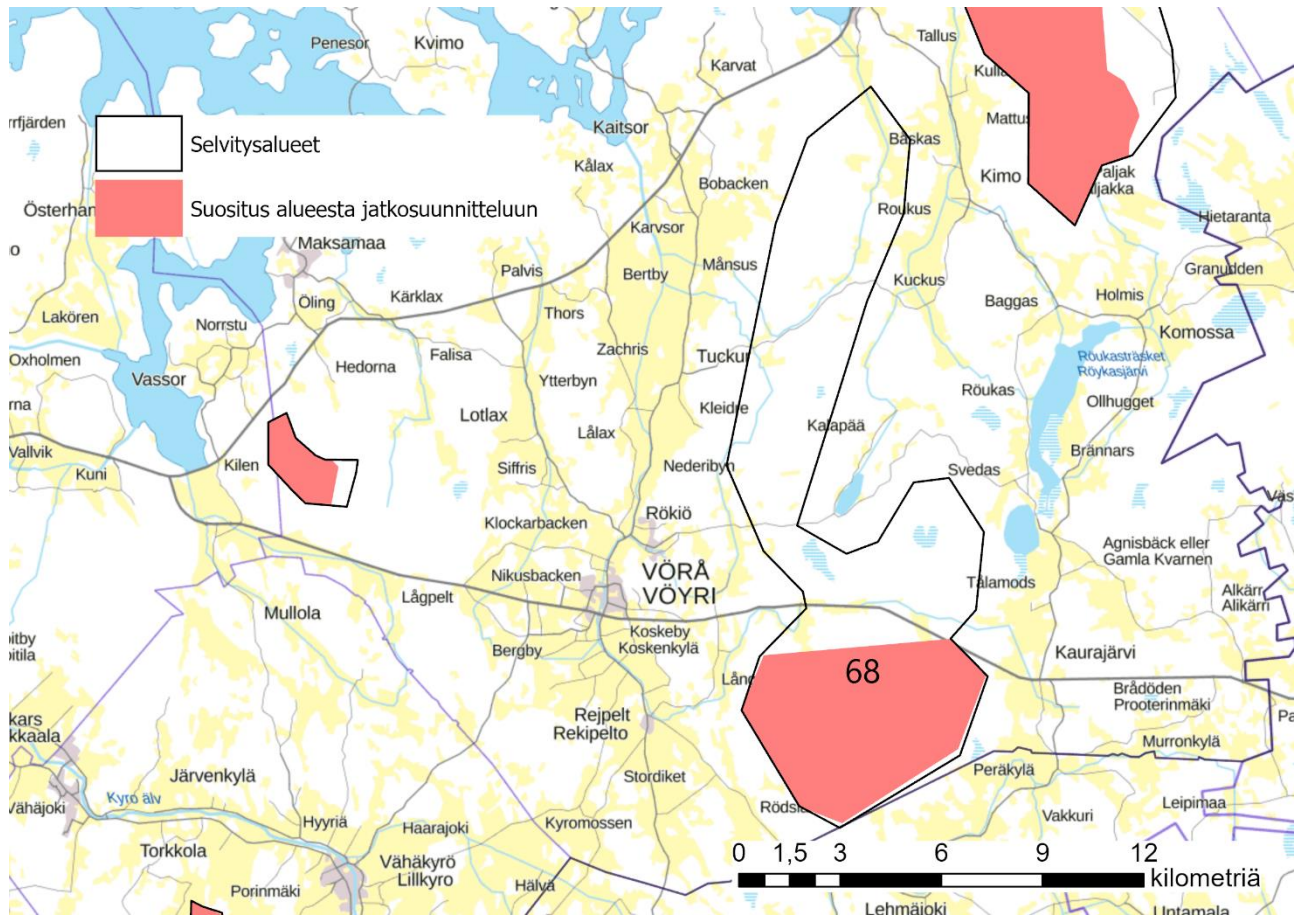 Penesor
Kvimo
Karvat
Tallus
Kaitsor
Mattus
Båskas
Selvitysalueet
Kålax
Bobacken
Kimo
Suositus alueesta jatkosuunnitteluun
Roukus
Hietaranta
Maksamaa
Karvsor
Palvis
Bertby
Månsus
Granudden
Kuckus
Öling
Kärklax
Baggas
Holmis
Lakören
Norrstu
Thors
Komossa
Oxholmen
Falisa
Zachris
Tuckur
Röukasträsket
Röykasjärvi
Hedorna
Vassor
Ytterbyn
Röukas
Kleidre
Ollhugget
Lotlax
Kalapää
Lålax
Vallvik
Brännars
Kilen
Siffris
Nederibyn
Svedas
Kuni
Rökiö
Klockarbacken
Agnisbäck eller
Gamla Kvarnen
VÖRÅ
VÖYRI
Nikusbacken
Tålamods
Lågpelt
Alikärri
Mullola
Koskeby
Koskenkylä
Bergby
Kaurajärvi
68
Brådöden
Prooterinmäki
Rejpelt
Rekipelto
Murronkylä
Järvenkylä
Stordiket
Peräkylä
Kyro älv
Vähäjoki
Leipimaa
Hyyriä
Haarajoki
Kyromossen
Vakkuri
Torkkola
0 1,5 3 6 9 12
kilometriä
Vähäkyrö
Lillkyro
Porinmäki
Hälvä
Lehmäjoki
Untamala